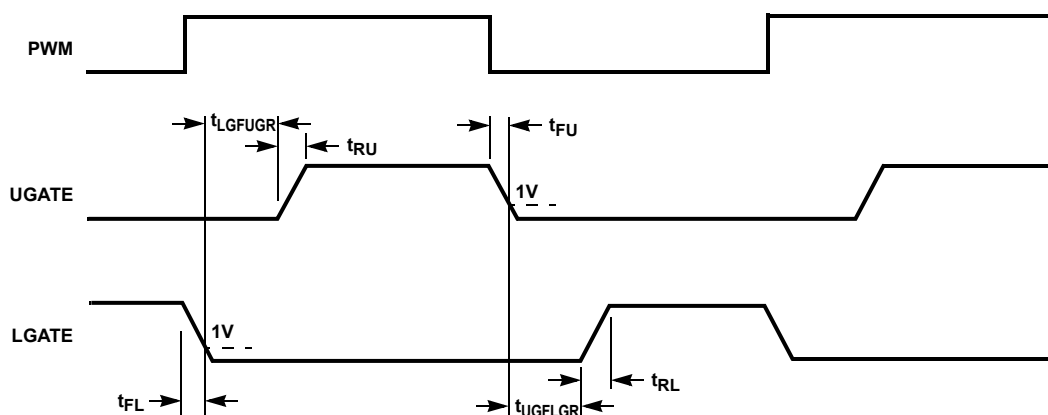 PWM
tLGFUGR
tFU
tRU
UGATE
1V
LGATE
1V
tFL
tRL
tUGFLGR